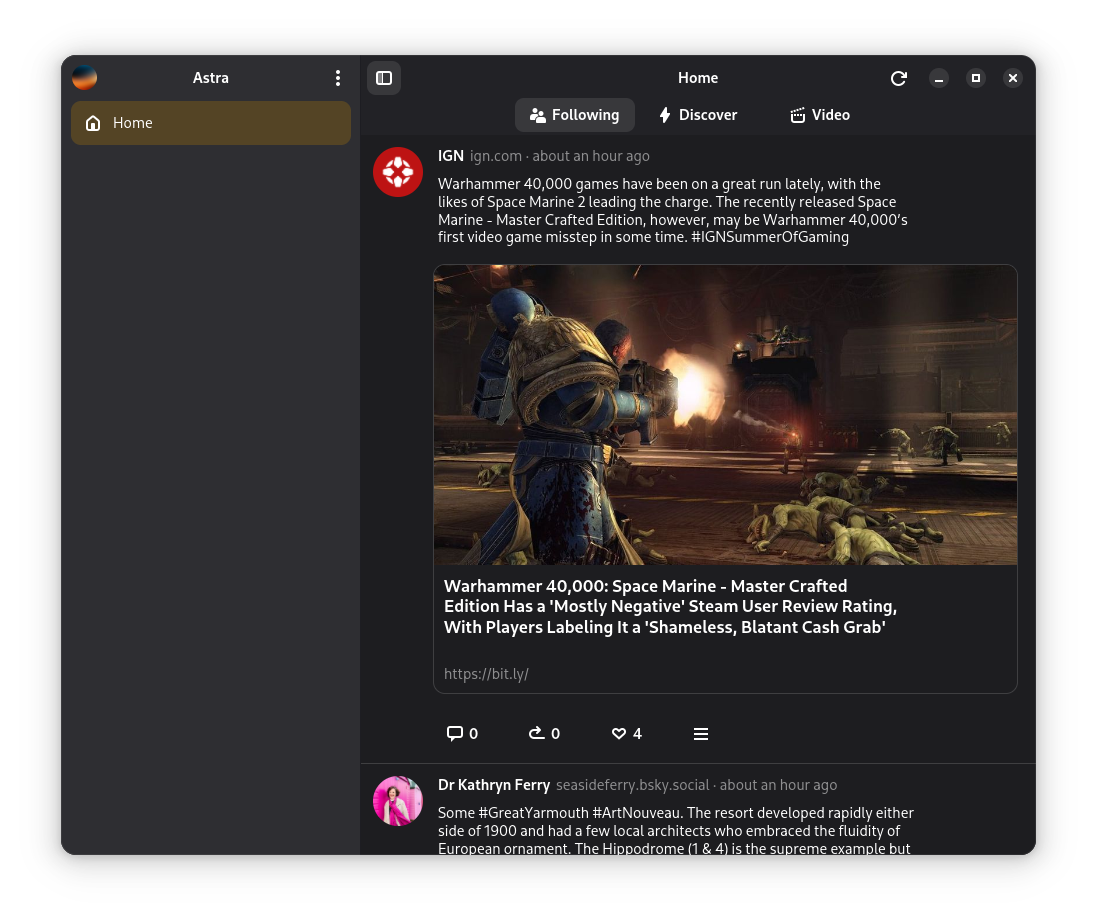 Astra
Home
Home
Following
Discover
Video
IGN ign.com · about an hour ago
Warhammer 40,000 games have been on a great run lately, with the
likes of Space Marine 2 leading the charge. The recently released Space
Marine - Master Crafted Edition, however, may be Warhammer 40,000’s
first video game misstep in some time. #IGNSummerOfGaming
Warhammer 40,000: Space Marine - Master Crafted
Edition Has a 'Mostly Negative' Steam User Review Rating,
With Players Labeling It a 'Shameless, Blatant Cash Grab'
https://bit.ly/
0
0
4
Dr Kathryn Ferry seasideferry.bsky.social · about an hour ago
Some #GreatYarmouth #ArtNouveau. The resort developed rapidly either
side of 1900 and had a few local architects who embraced the fluidity of
European ornament. The Hippodrome (1 & 4) is the supreme example but